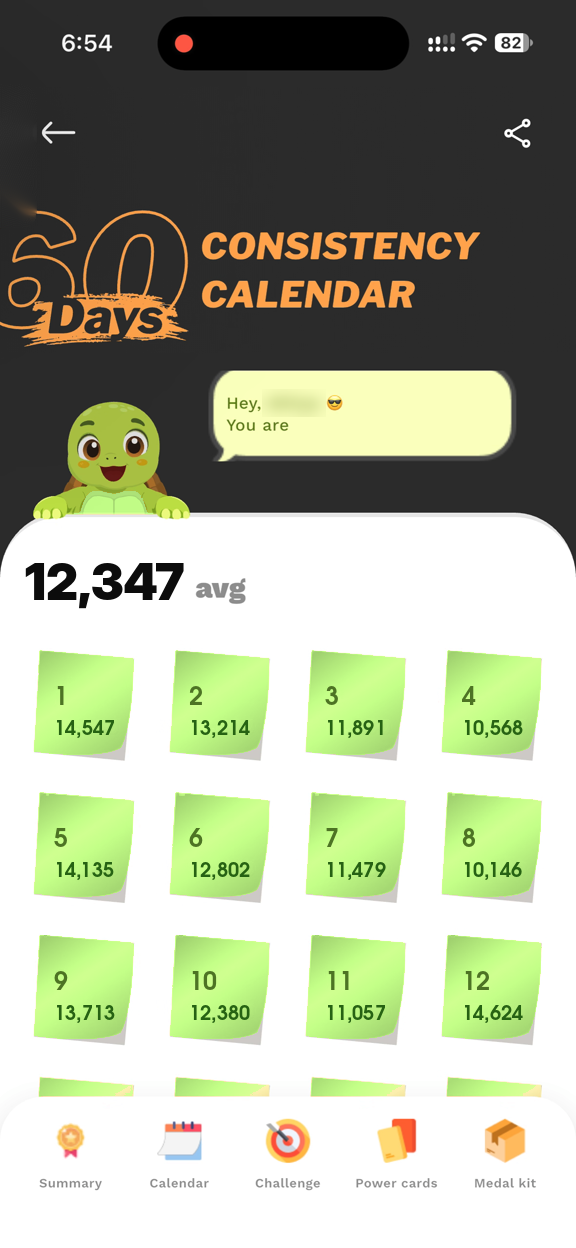 6:54
82
60
Days
CONSISTENCY
CALENDAR
Hey, 😎
You are
12,347 avg
1 2 3 4
14,547 13,214 11,891 10,568
5 6 7 8
14,135 12,802 11,479 10,146
9 10 11 12
13,713 12,380 11,057 14,624
Summary Calendar Challenge Power cards Medal kit